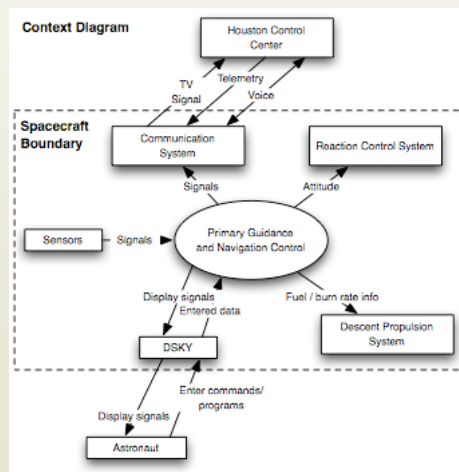 Context Diagram
Houston Control
Center
TV
Signal
Telemetry
Voice
Spacecraft
Boundary
Communication
System
Reaction Control System
Signals
Attitude
Sensors
Signals
Primary Guidance
and Navigation Control
Display signals
Entered data
Fuel / burn rate info
DSKY
Descent Propulsion
System
Enter commands/
programs
Display signals
Astronaut